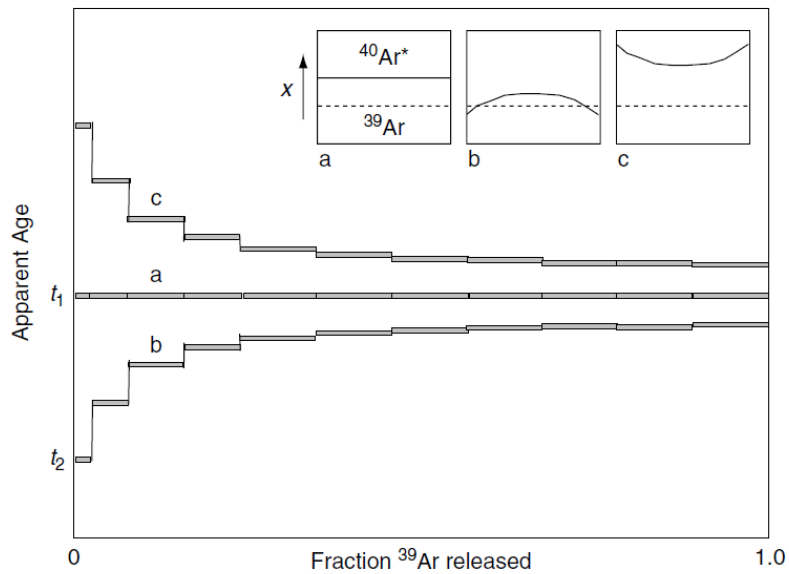 ⁴⁰Ar*
x
³⁹Ar
a
b
c
c
a
t₁
b
t₂
Apparent Age
0
Fraction ³⁹Ar released
1.0